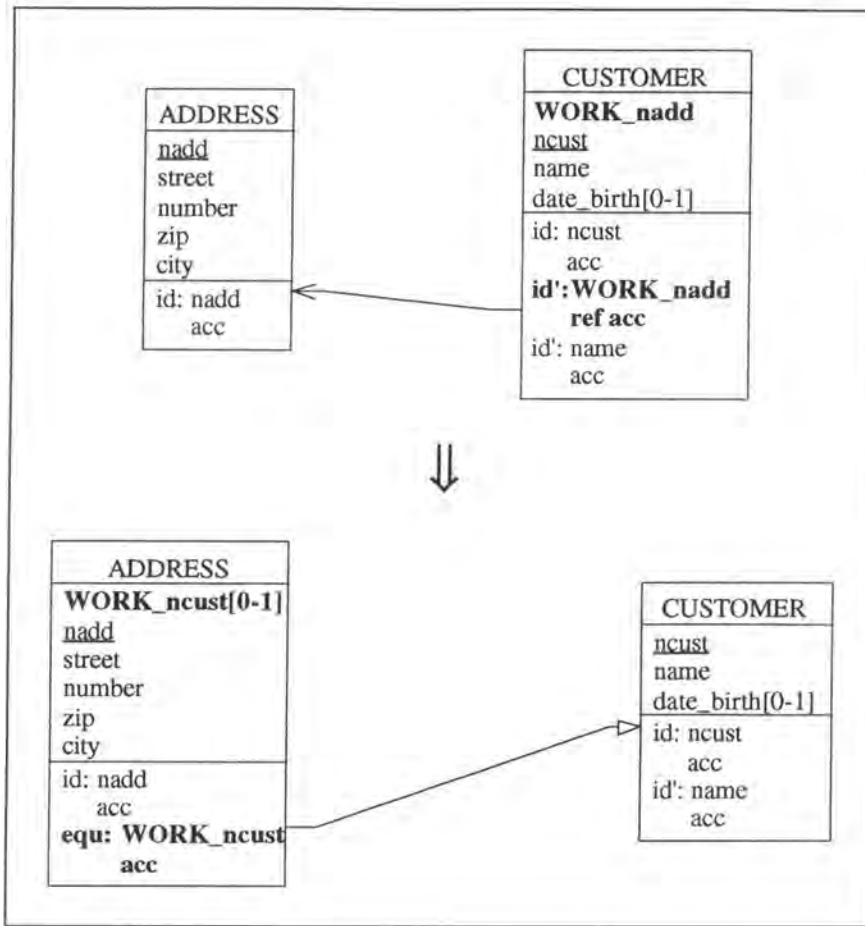 ADDRESS
nadd
street
number
zip
city
id: nadd
acc
CUSTOMER
WORK_nadd
ncust
name
date_birth[0-1]
id: ncust
acc
id':WORK_nadd
ref acc
id': name
acc
⇓
ADDRESS
WORK_ncust[0-1]
nadd
street
number
zip
city
id: nadd
acc
equ: WORK_ncust
acc
CUSTOMER
ncust
name
date_birth[0-1]
id: ncust
acc
id': name
acc